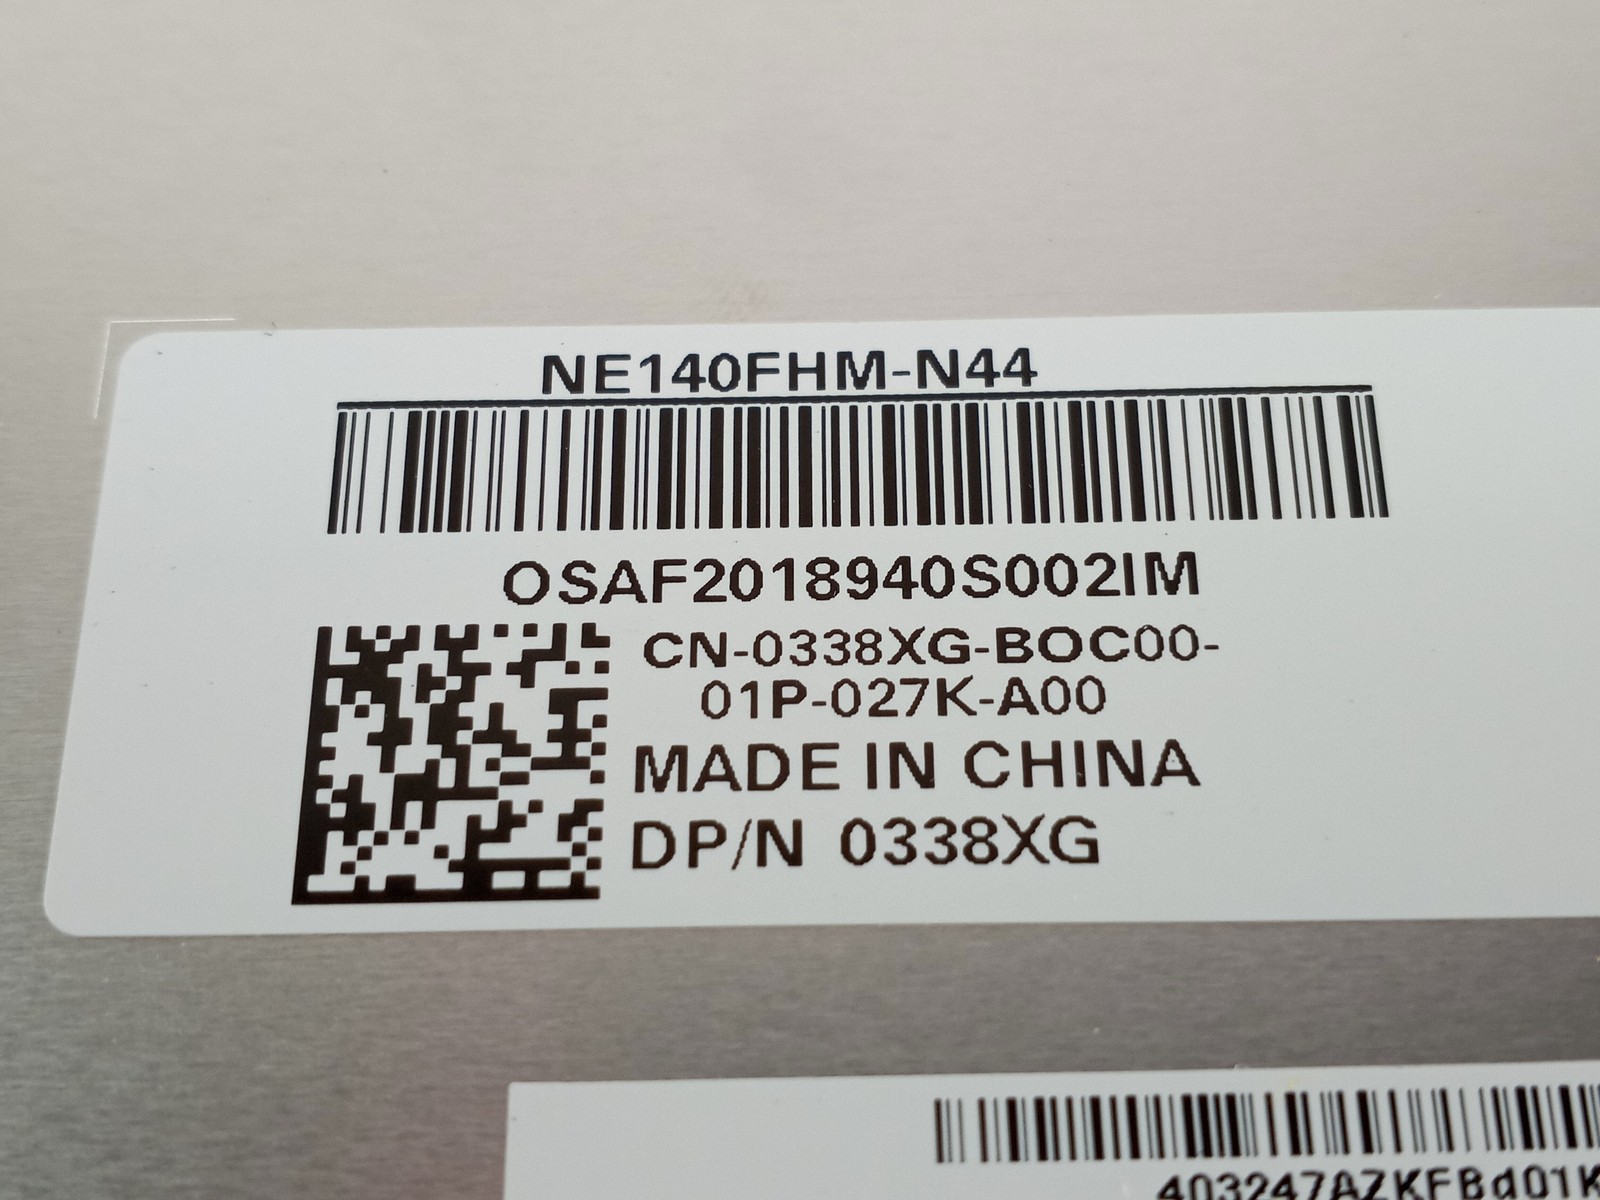 NE140FHM-N44
OSAF2018940S002IM
CN-0338XG-BOC00-
01P-027K-A00
MADE IN CHINA
DP/N 0338XG